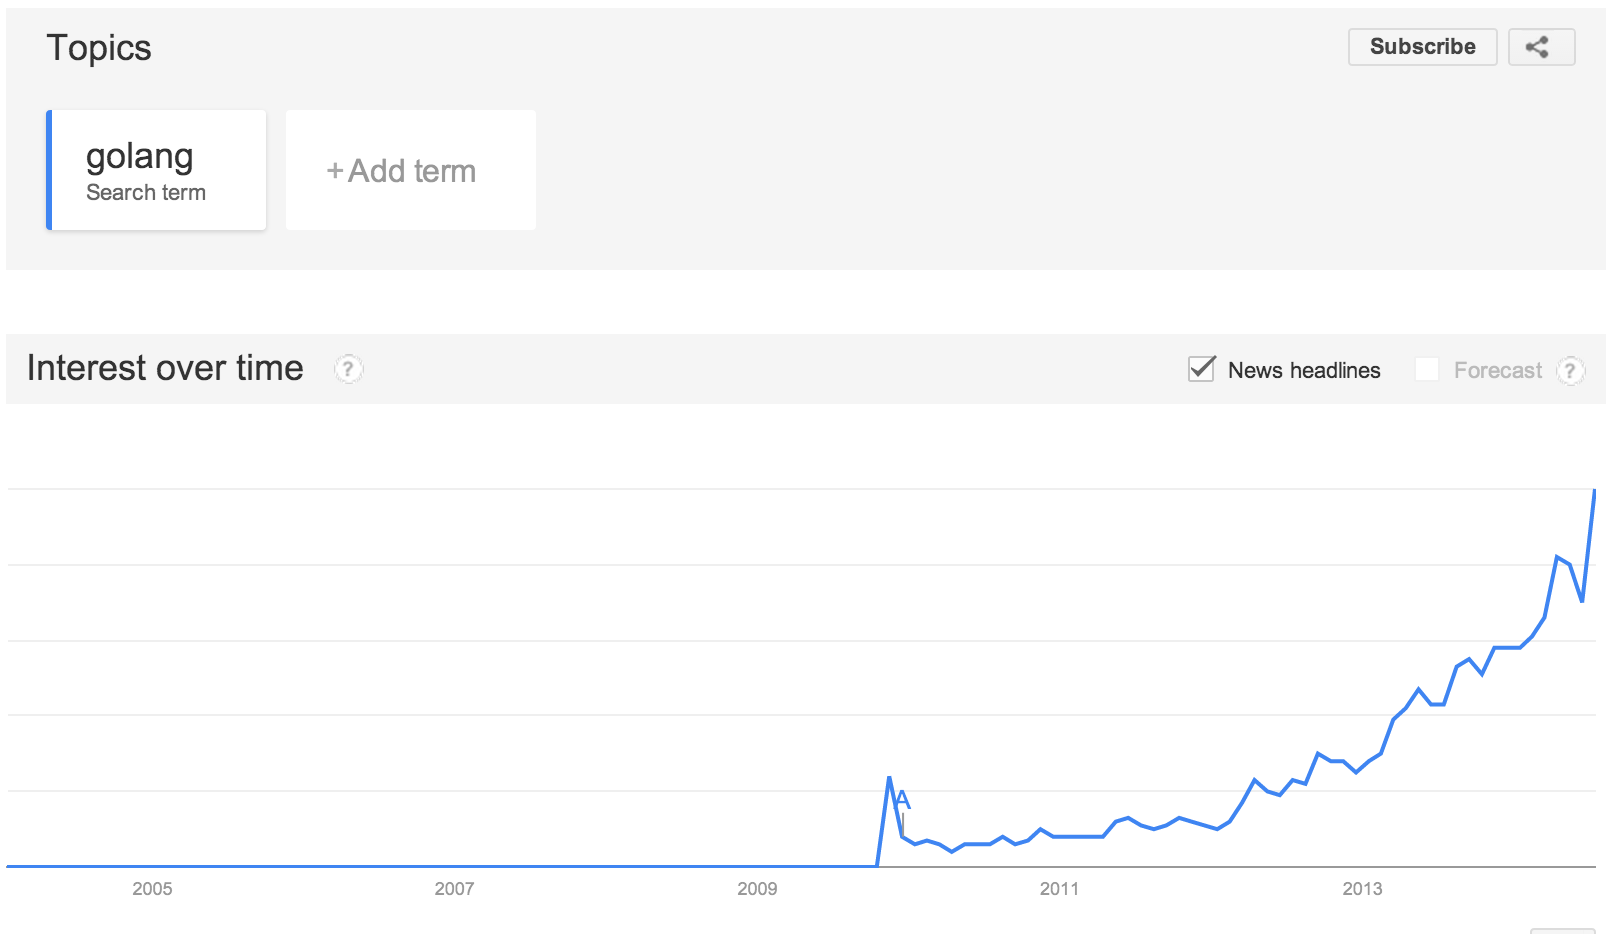 Topics
Subscribe
golang
Search term
+Add term
Interest over time
?
News headlines
Forecast
?
A
2005
2007
2009
2011
2013